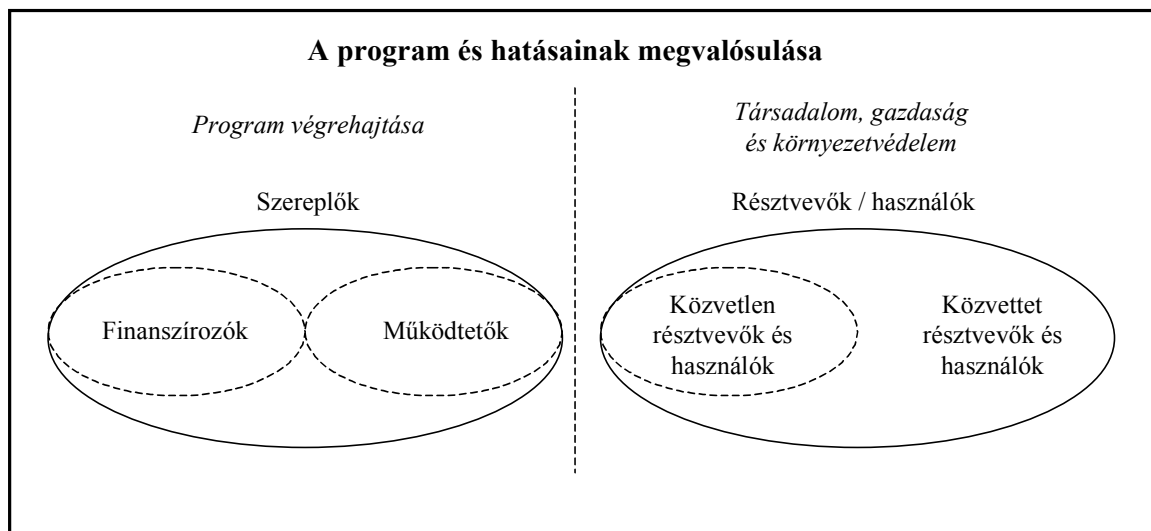 A program és hatásainak megvalósulása
Program végrehajtása
Társadalom, gazdaság
és környezetvédelem
Szereplők
Résztvevők / használók
Finanszírozók
Működtetők
Közvetlen
résztvevők és
használók
Közvettet
résztvevők és
használók